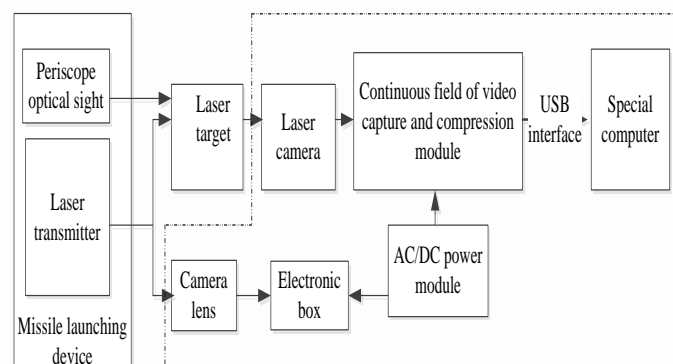 Periscope
optical sight
Laser
transmitter
Missile launching
device
Laser
target
Laser
camera
Continuous field of video
capture and compression
module
USB
interface
Special
computer
Camera
lens
Electronic
box
AC/DC power
module